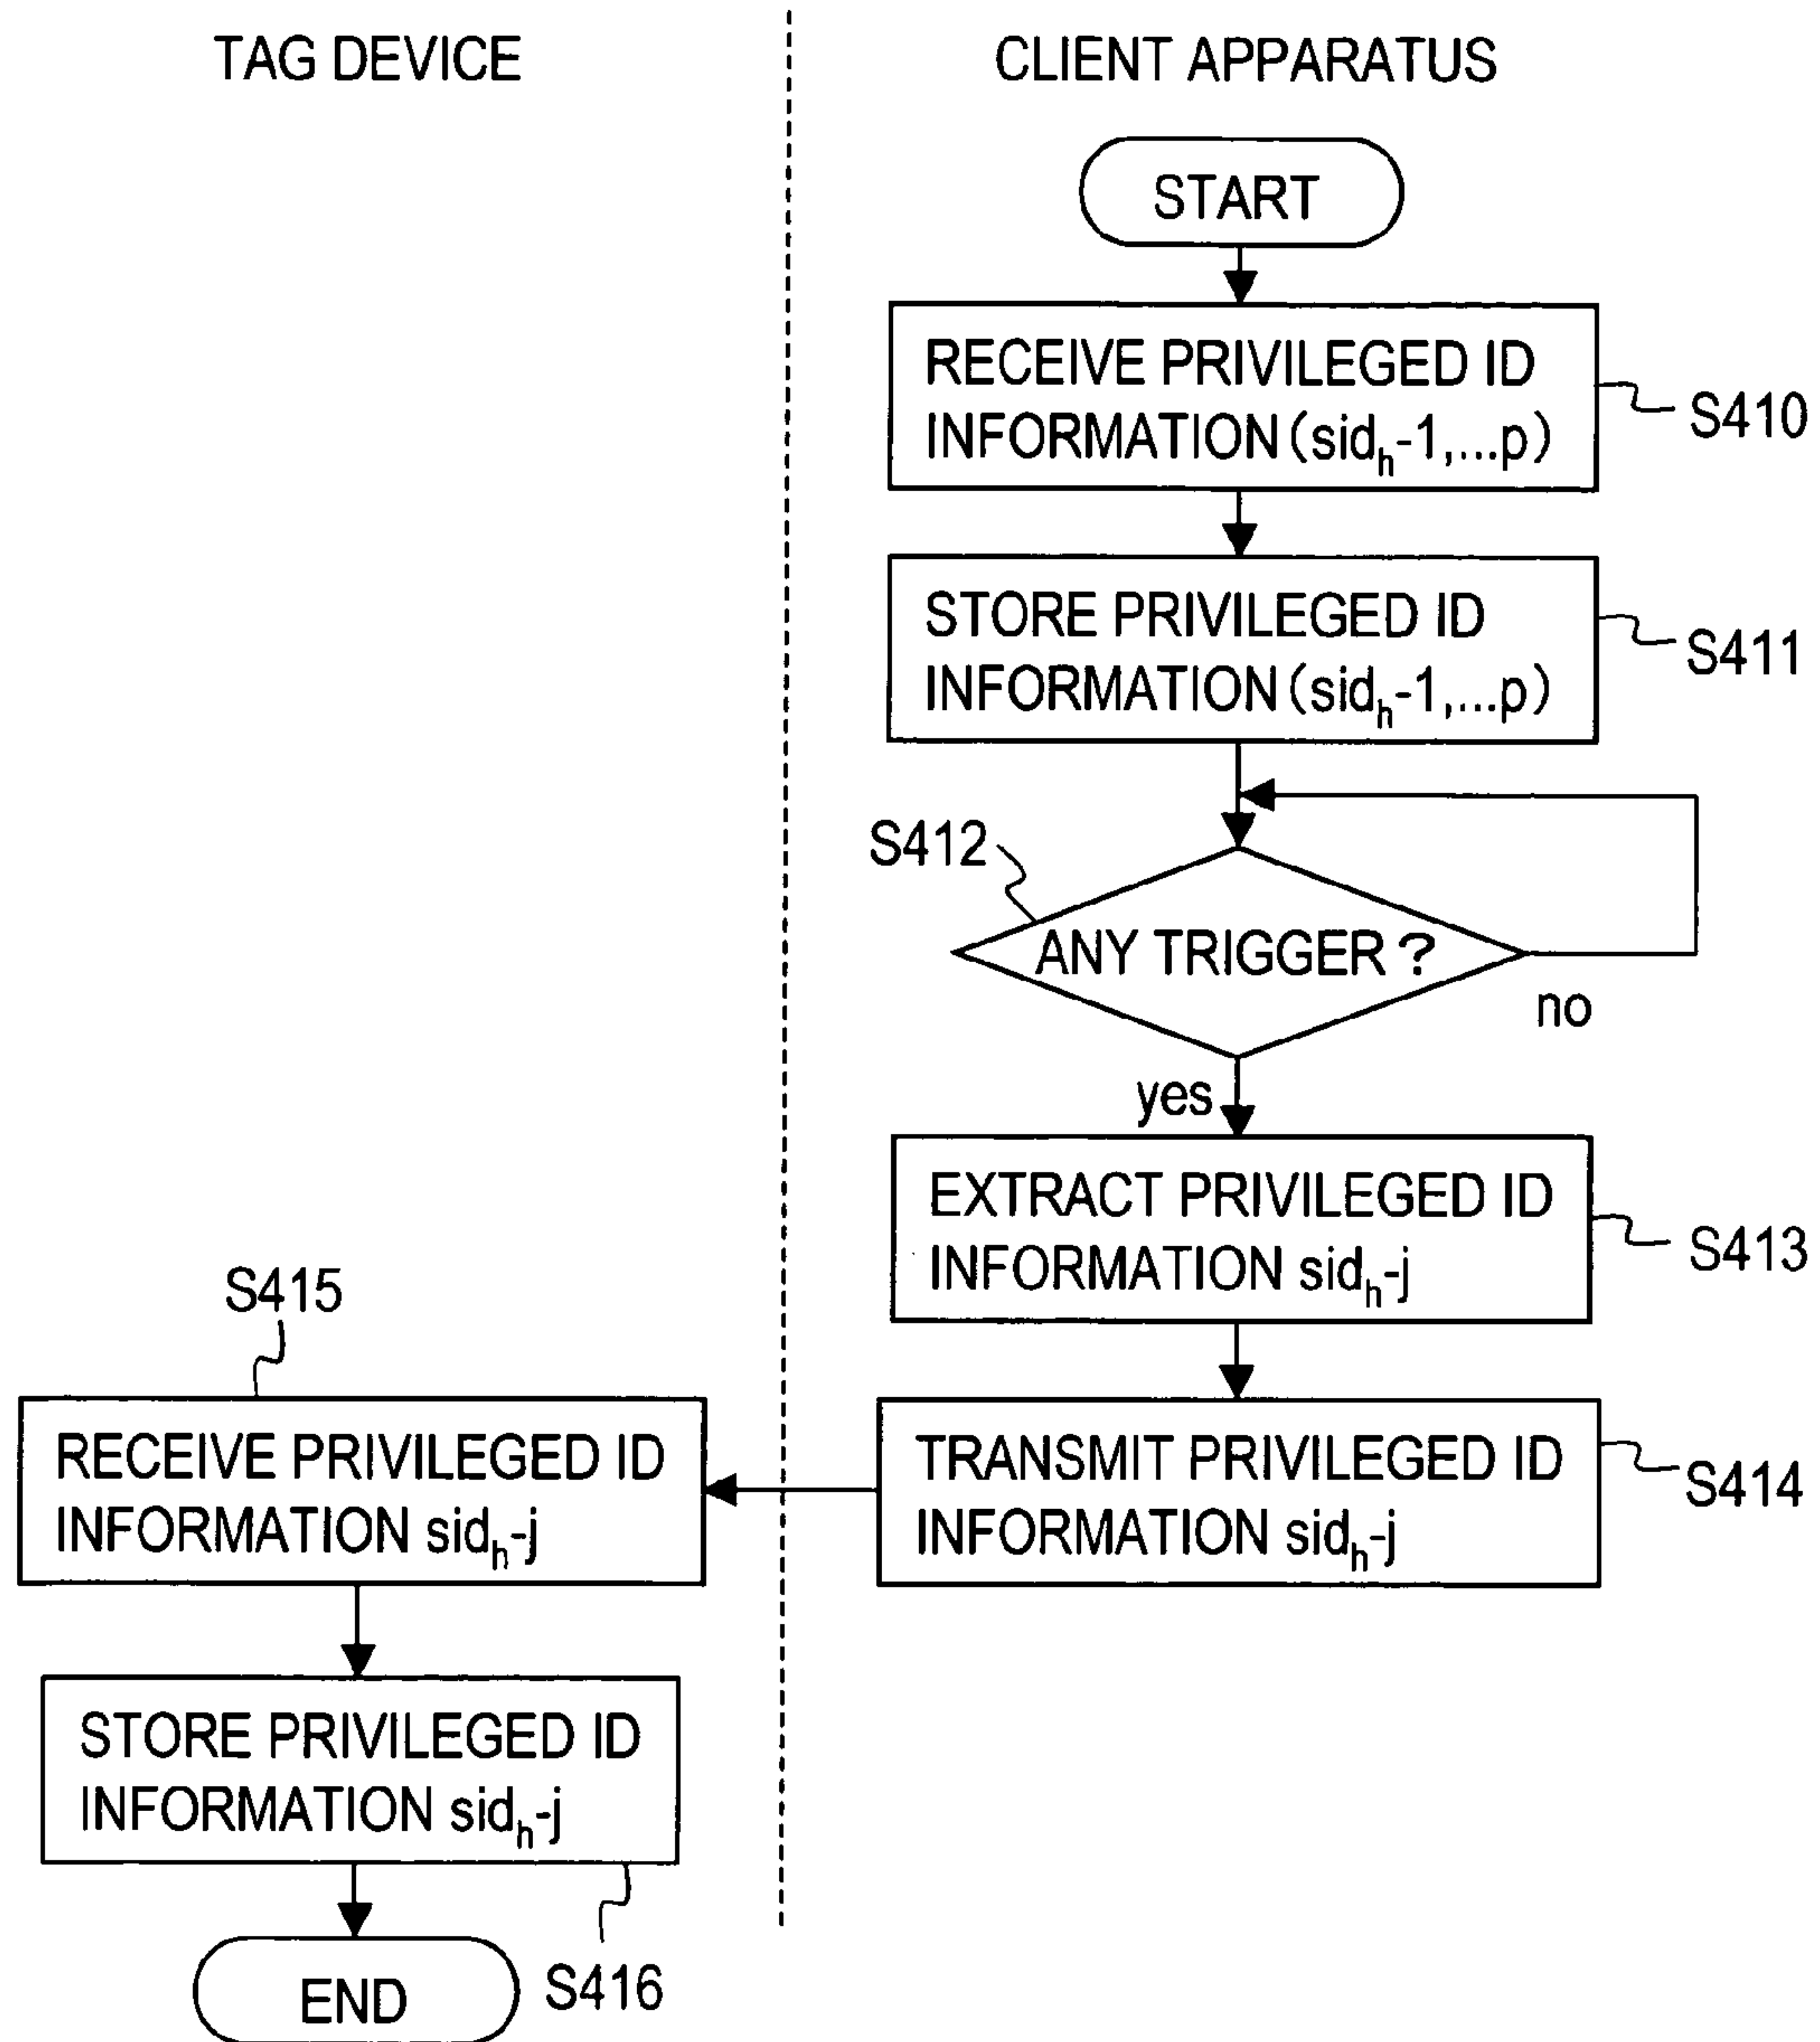 TAG DEVICE
CLIENT APPARATUS
START
RECEIVE PRIVILEGED ID
INFORMATION (sidh-1,...p)
S410
STORE PRIVILEGED ID
INFORMATION (sidh-1,...p)
S411
S412
ANY TRIGGER ?
no
yes
EXTRACT PRIVILEGED ID
INFORMATION sidh-j
S413
TRANSMIT PRIVILEGED ID
INFORMATION sidh-j
S414
S415
RECEIVE PRIVILEGED ID
INFORMATION sidh-j
STORE PRIVILEGED ID
INFORMATION sidh-j
S416
END